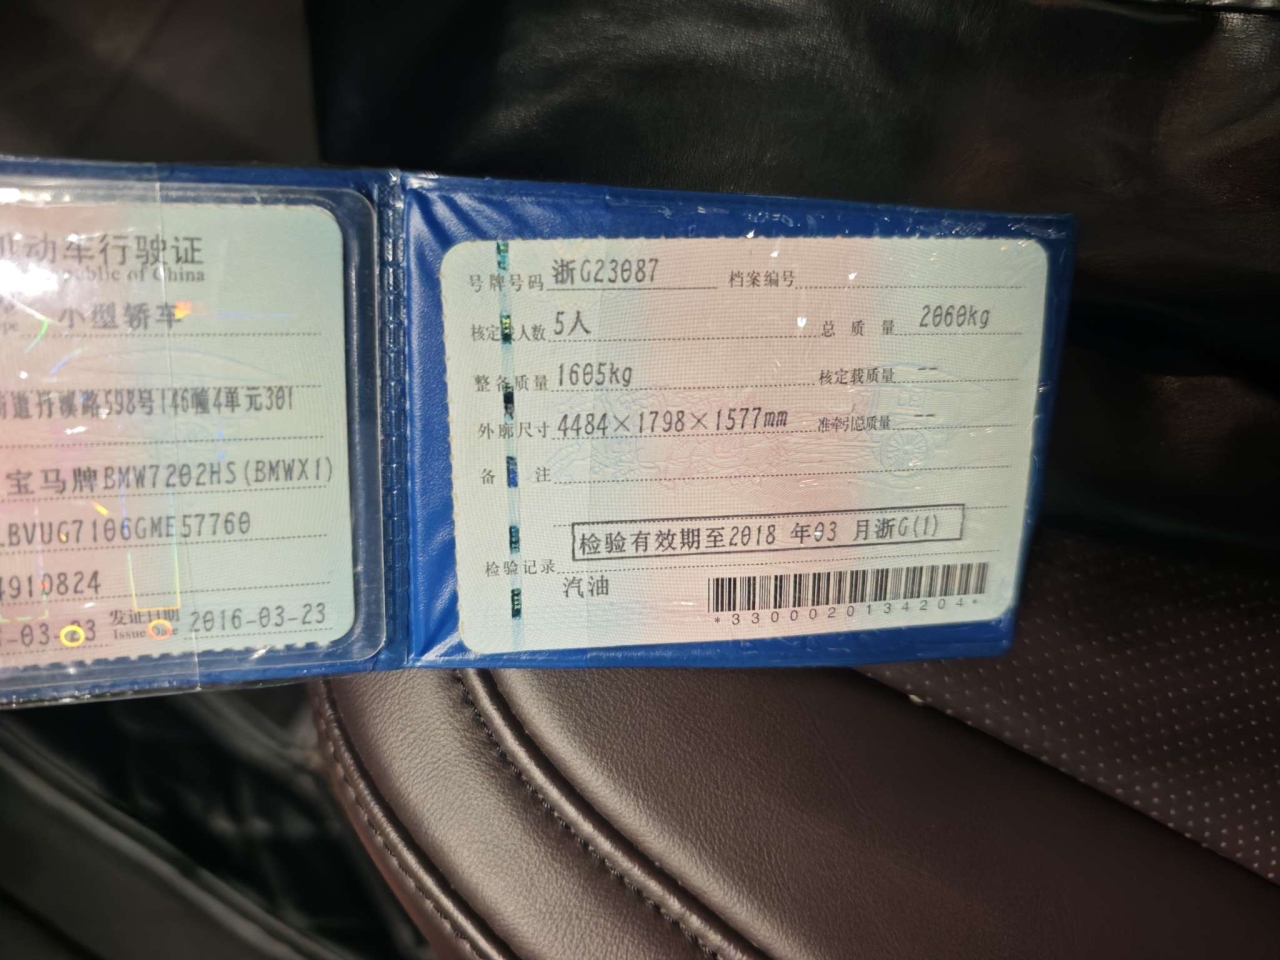 动车行驶证
public of China
小型轿车
街道丹溪路598号146幢4单元301
宝马牌BMW7202HS(BMWX1)
LBVUG7106GME57760
4910824
-03-23 发证日期 2016-03-23
Issue Date
号牌号码 浙G23087 档案编号
核定 人数 5人 总质量 2060kg
整备质量 1605kg 核定载质量 --
外廓尺寸 4484×1798×1577mm 准牵引总质量 --
备注
检验有效期至2018年03月浙G(1)
检验记录
汽油
*3300020134204*